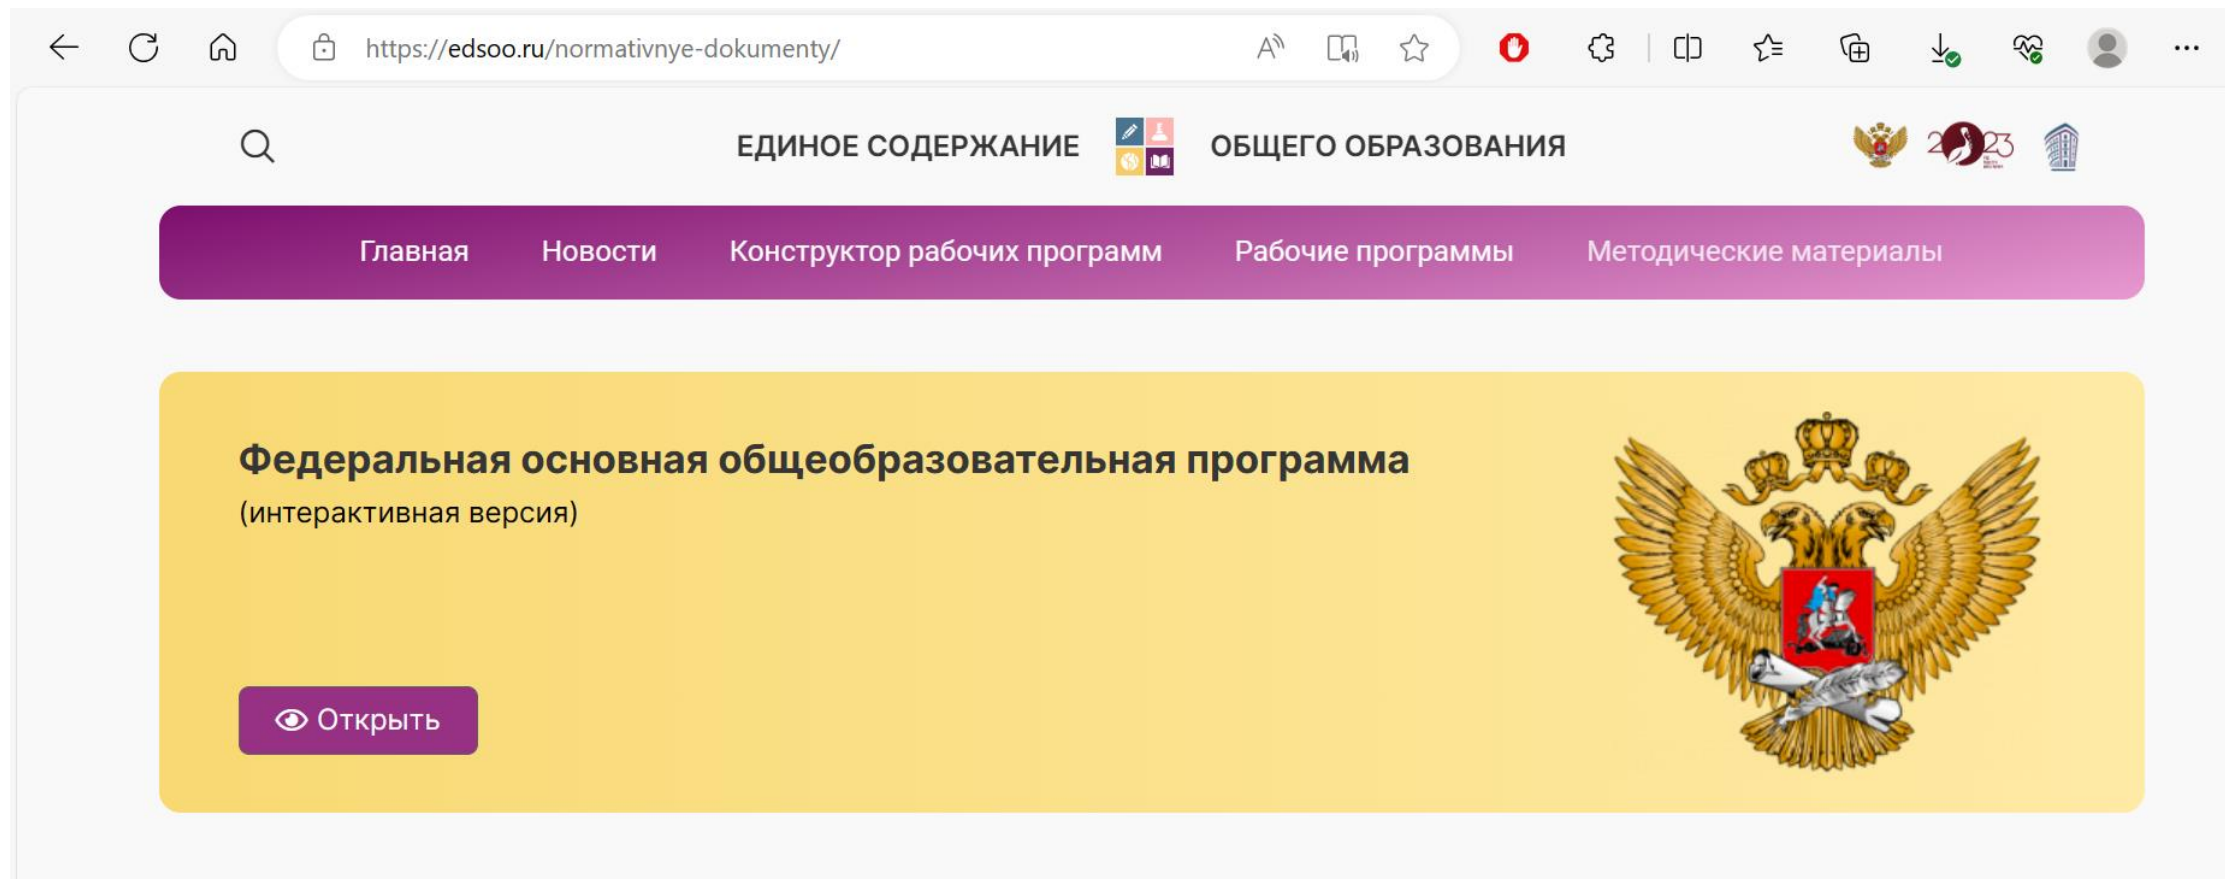 https://edsoo.ru/normativnye-dokumenty/
ЕДИНОЕ СОДЕРЖАНИЕ ОБЩЕГО ОБРАЗОВАНИЯ
2023
Главная Новости Конструктор рабочих программ Рабочие программы Методические материалы
Федеральная основная общеобразовательная программа
(интерактивная версия)
Открыть